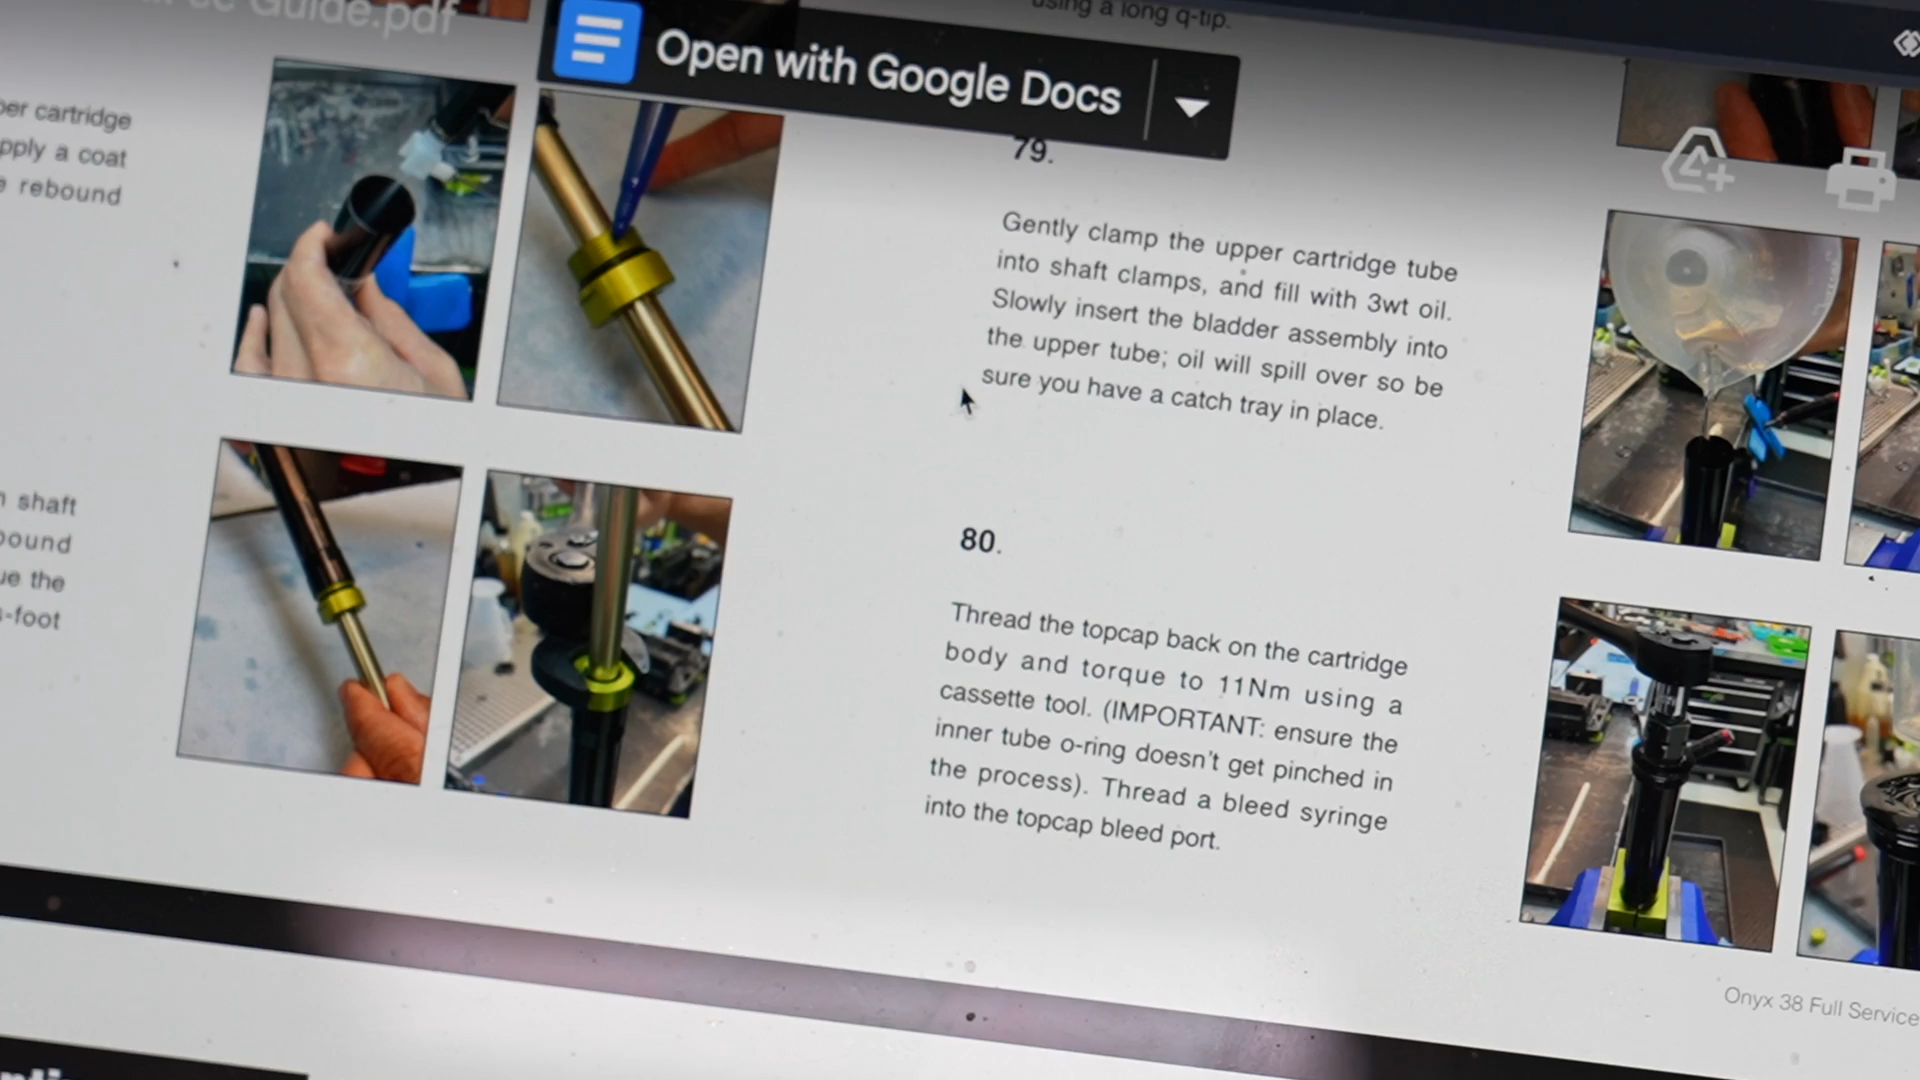 Guide.pdf
using a long q-tip.
Open with Google Docs
cartridge
a coat
rebound
shaft
the
79.
Gently clamp the upper cartridge tube
into shaft clamps, and fill with 3wt oil.
Slowly insert the bladder assembly into
the upper tube; oil will spill over so be
sure you have a catch tray in place.
80.
Thread the topcap back on the cartridge
body and torque to 11Nm using a
cassette tool. (IMPORTANT: ensure the
inner tube o-ring doesn't get pinched in
the process). Thread a bleed syringe
into the topcap bleed port.
Onyx 38 Full Service